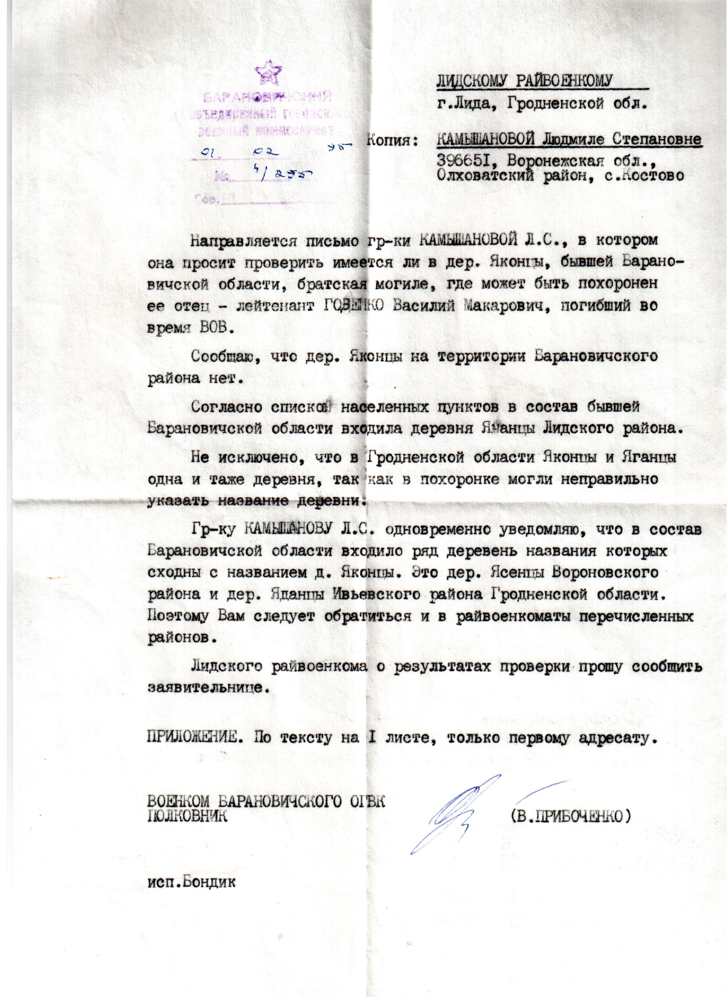 БАРАНОВИЧСКИЙ
ОБЪЕДИНЕННЫЙ ГОРОДСКОЙ
ВОЕННЫЙ КОМИССАРИАТ
01 02
№ 4/255
Гор.
ЛИДСКОМУ РАЙВОЕНКОМУ
г.Лида, Гродненской обл.
Копия: КАМЫШАНОВОЙ Людмиле Степановне
39665I, Воронежская обл.,
Олховатский район, с.Костово
Направляется письмо гр-ки КАМЫШАНОВОЙ Л.С., в котором
она просит проверить имеется ли в дер. Яконцы, бывшей Барано-
вичской области, братская могиле, где может быть похоронен
ее отец - лейтенант Василий Макарович, погибший во
время ВОВ.
Сообщаю, что дер. Яконцы на территории Барановичского
района нет.
Согласно списков населенных пунктов в состав бывшей
Барановичской области входила деревня Лидского района.
Не исключено, что в Гродненской области Яконцы и Яганцы
одна и таже деревня, так как в похоронке могли неправильно
указать название деревни.
Гр-ку КАМЫШАНОВУ Л.С. одновременно уведомляю, что в состав
Барановичской области входило ряд деревень названия которых
сходны с названием д. Яконцы. Это дер. Ясенцы Вороновского
района и дер. Яданцы Ивьевского района Гродненской области.
Поэтому Вам следует обратиться и в райвоенкоматы перечисленных
районов.
Лидского райвоенкома о результатах проверки прошу сообщить
заявительнице.
ПРИЛОЖЕНИЕ. По тексту на I листе, только первому адресату.
ВОЕНКОМ БАРАНОВИЧСКОГО ОГВК
ПОЛКОВНИК (В.ПРИБОЧЕНКО)
исп.Бондик